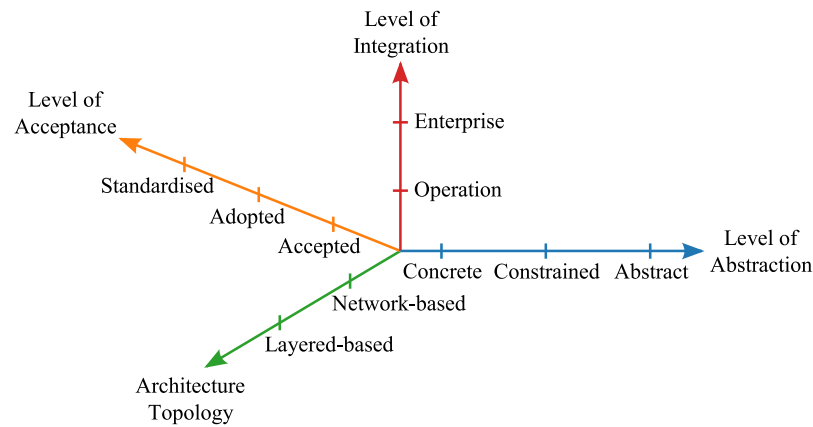 Level of
Integration
Level of
Acceptance
Enterprise
Standardised
Operation
Adopted
Accepted
Level of
Abstraction
Concrete
Constrained
Abstract
Network-based
Layered-based
Architecture
Topology